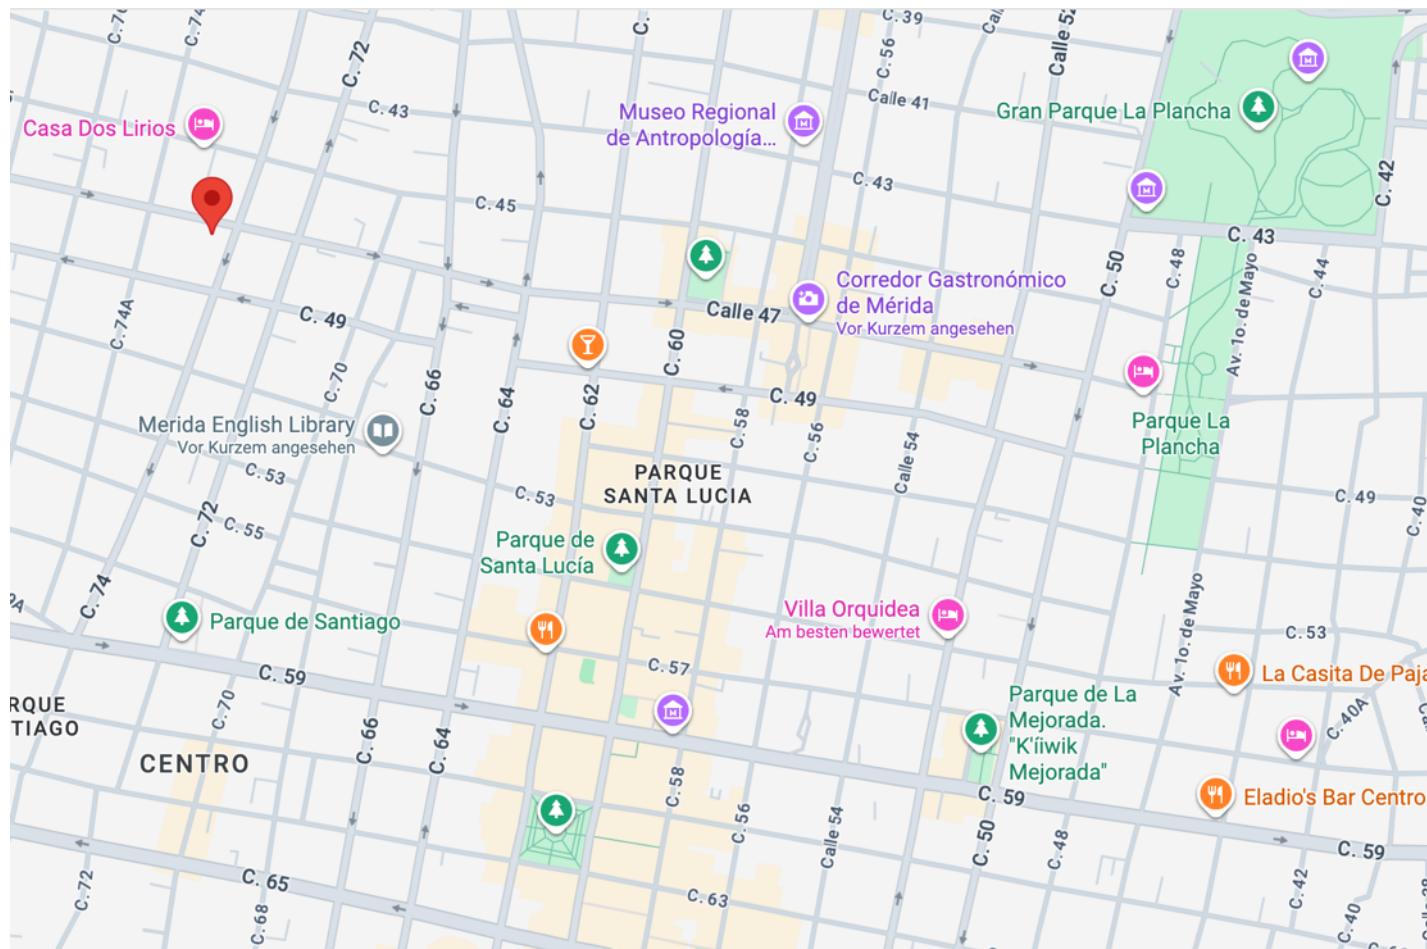 C. 39
C. 56
Calle 52
C. 72
C. 43
Calle 41
Casa Dos Lirios
Museo Regional
de Antropología...
Gran Parque La Plancha
C. 43
C. 42
C. 45
C. 43
C. 50
C. 48
C. 44
Av. 1o. de Mayo
Corredor Gastronómico
de Mérida
Vor Kurzem angesehen
Calle 47
C. 74A
C. 49
C. 60
C. 70
C. 66
C. 64
C. 62
C. 49
C. 58
C. 56
Calle 54
Parque La
Plancha
Merida English Library
Vor Kurzem angesehen
C. 53
C. 53
PARQUE
SANTA LUCIA
C. 49
C. 40
C. 72
C. 55
Parque de
Santa Lucía
C. 74
Parque de Santiago
Villa Orquidea
Am besten bewertet
Av. 1o. de Mayo
C. 53
La Casita De Paja
C. 59
C. 57
Parque de La
Mejorada.
"K'íiwik
Mejorada"
C. 40A
RQUE
TIAGO
C. 70
C. 66
C. 64
CENTRO
C. 58
C. 56
Calle 54
C. 59
C. 50
C. 48
Eladio's Bar Centro
C. 59
C. 72
C. 65
C. 68
C. 63
C. 42
C. 40